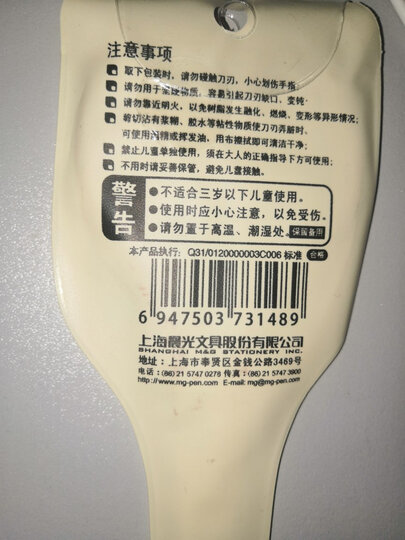 注意事项
取下包装时，请勿碰触刀刃，小心划伤手指；
请勿用于坚硬物质，容易引起刀刃缺口、变钝；
请勿靠近明火，以免树脂发生融化、燃烧、变形等异形情况；
剪切沾有浆糊、胶水等粘性物质使刀刃弄脏时，
可使用酒精或挥发油，用布擦拭即可清洁干净；
禁止儿童单独使用，须在大人的正确指导下方可使用；
不用时请妥善保管，避免儿童接触。
警告
●不适合三岁以下儿童使用。
●使用时应小心注意，以免受伤。
●请勿置于高温、潮湿处。 保留备用
本产品执行：Q31/0120000003C006 标准 合格
6 947503 731489
上海晨光文具股份有限公司
SHANGHAI M&G STATIONERY INC.
地址：上海市奉贤区金钱公路3469号
电话：(86) 21 5747 0278 传真：(86) 21 5747 3900
http://www.mg-pen.com E-mail: mg@mg-pen.com